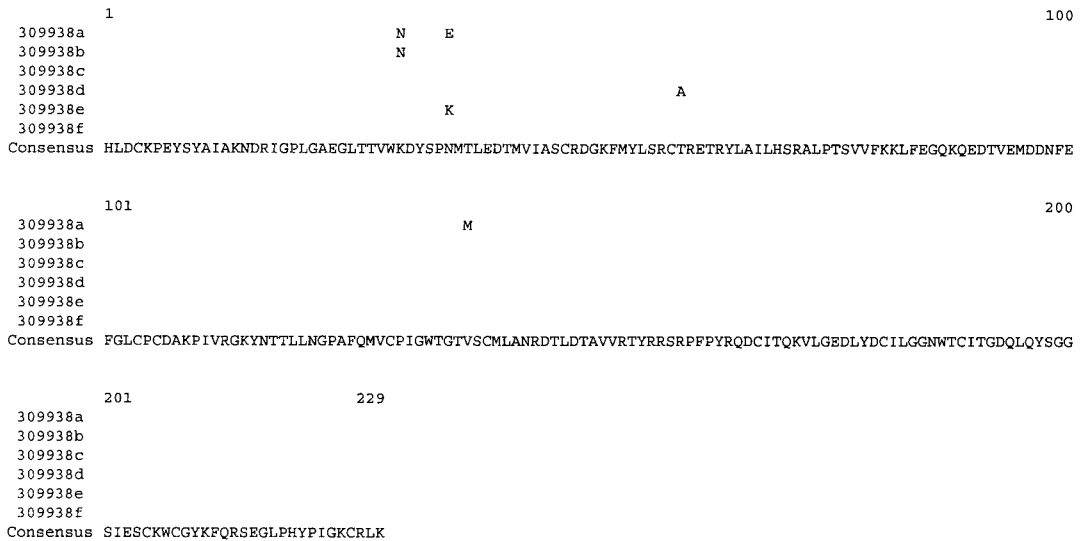 1 100
309938a N E
309938b N
309938c
309938d A
309938e K
309938f
Consensus HLDCKPEYSYAIAKNDRIGPLGAEGLTTVWKDYSPNMTLEDTMVIASCRDGKFMYLSRCTRETRYLAILHSRALPTSVVFKKLFEGQKQEDTVEMDDNFE
101 200
309938a M
309938b
309938c
309938d
309938e
309938f
Consensus FGLCPCDAKPIVRGKYNTTLLNGPAFQMVCPIGWTGTVSCMLANRDTLDTAVVRTYRRSRPFPYRQDCITQKVLGEDLYDCILGGNWTCITGDQLQYSGG
201 229
309938a
309938b
309938c
309938d
309938e
309938f
Consensus SIESCKWCGYKFQRSEGLPHYPIGKCRLK